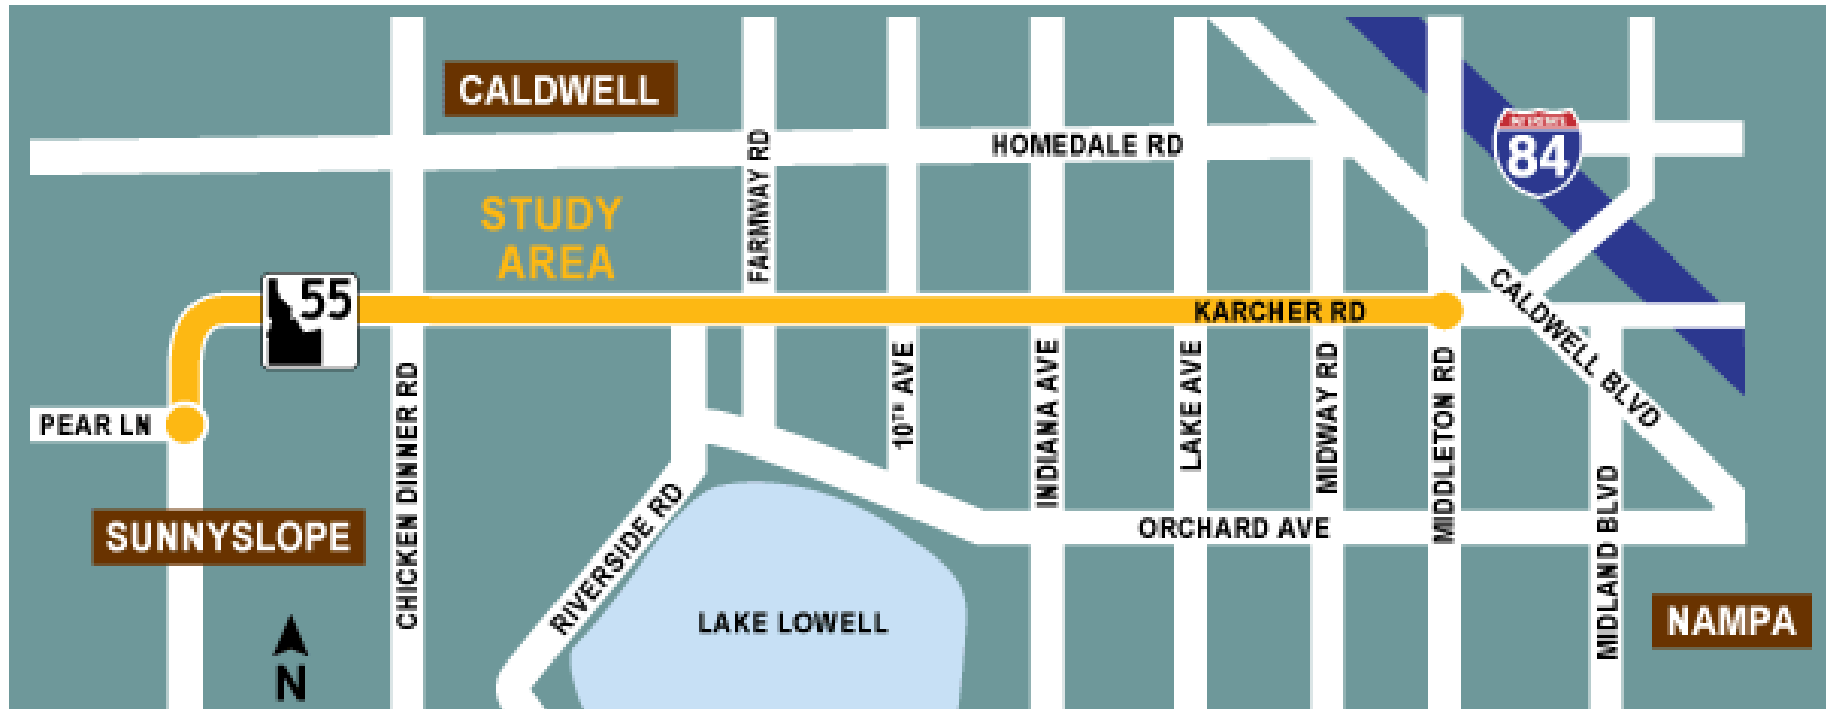 CALDWELL
HOMEDALE RD
FARMWAY RD
INTERSTATE
84
STUDY
AREA
55
KARCHER RD
CALDWELL BLVD
PEAR LN
CHICKEN DINNER RD
10TH AVE
INDIANA AVE
LAKE AVE
MIDWAY RD
MIDDLETON RD
MIDLAND BLVD
RIVERSIDE RD
ORCHARD AVE
SUNNYSLOPE
LAKE LOWELL
NAMPA
N